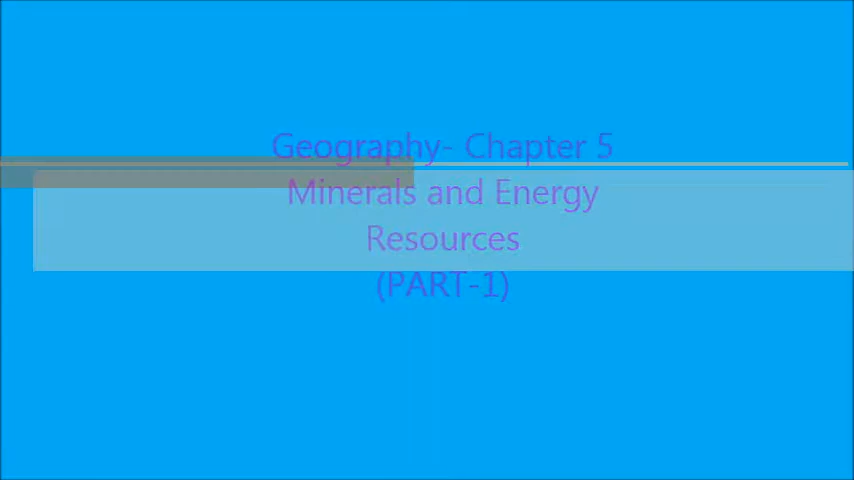 Geography- Chapter 5
Minerals and Energy
Resources
(PART-1)